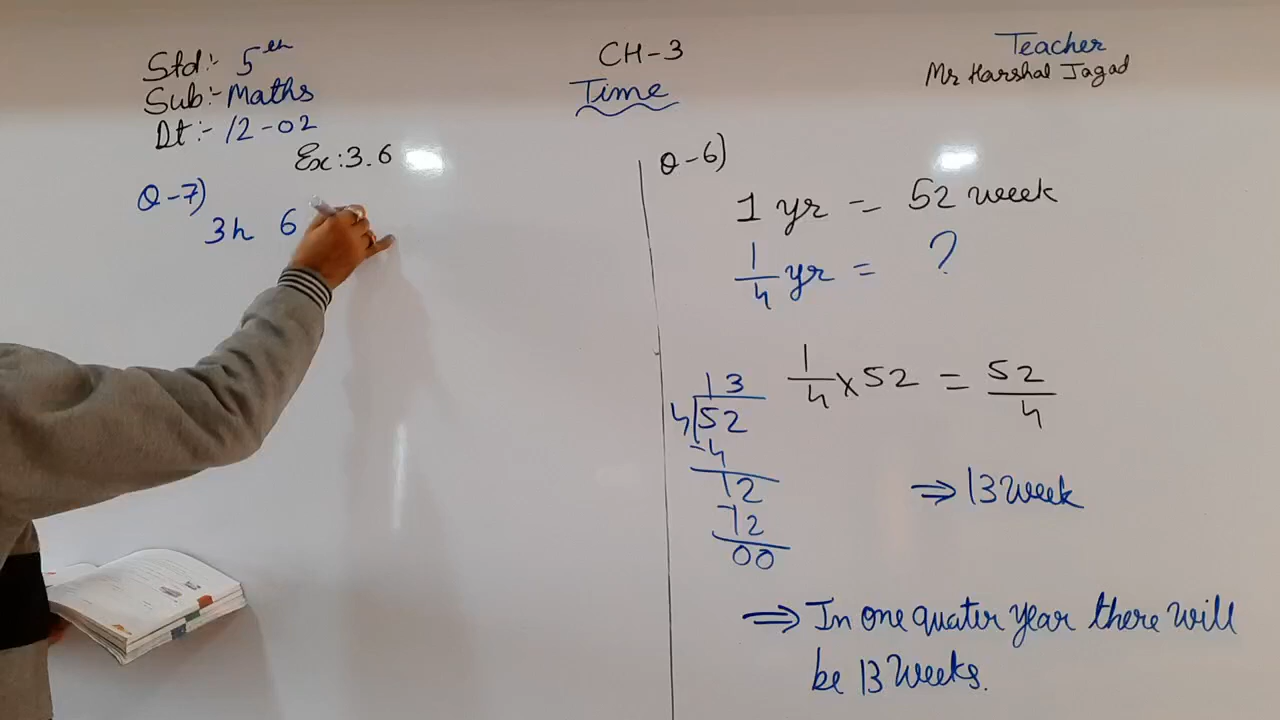 Std:- 5th
Sub:- Maths
Dt:- 12-02
CH-3
Time
Teacher
Mr Harshal Jagad
Ex:3.6
Q-7)
3h 6
Q-6)
1 yr = 52 week
1/4 yr = ?
1/4 x 52 = 52/4
13
4 52
-4
12
12
00
⇒ 13 week
⇒ In one quater year there will
be 13 Weeks.